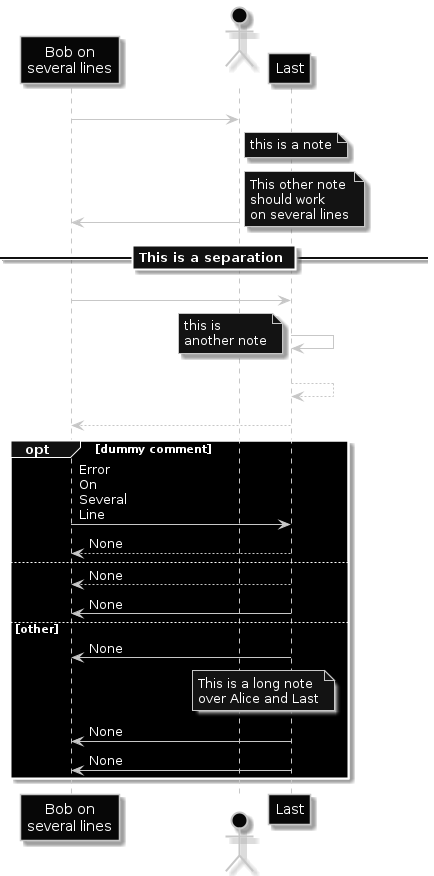 Bob on
several lines
Last
this is a note
This other note
should work
on several lines
This is a separation
this is
another note
opt
[dummy comment]
Error
On
Several
Line
None
None
None
[other]
None
This is a long note
over Alice and Last
None
None
Bob on
several lines
Last